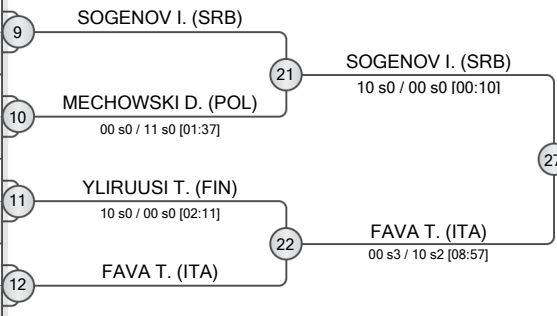 9
SOGENOV I. (SRB)
21
SOGENOV I. (SRB)
10 s0 / 00 s0 [00:10]
10
MECHOWSKI D. (POL)
00 s0 / 11 s0 [01:37]
27
11
YLIRUUSI T. (FIN)
10 s0 / 00 s0 [02:11]
22
FAVA T. (ITA)
00 s3 / 10 s2 [08:57]
12
FAVA T. (ITA)